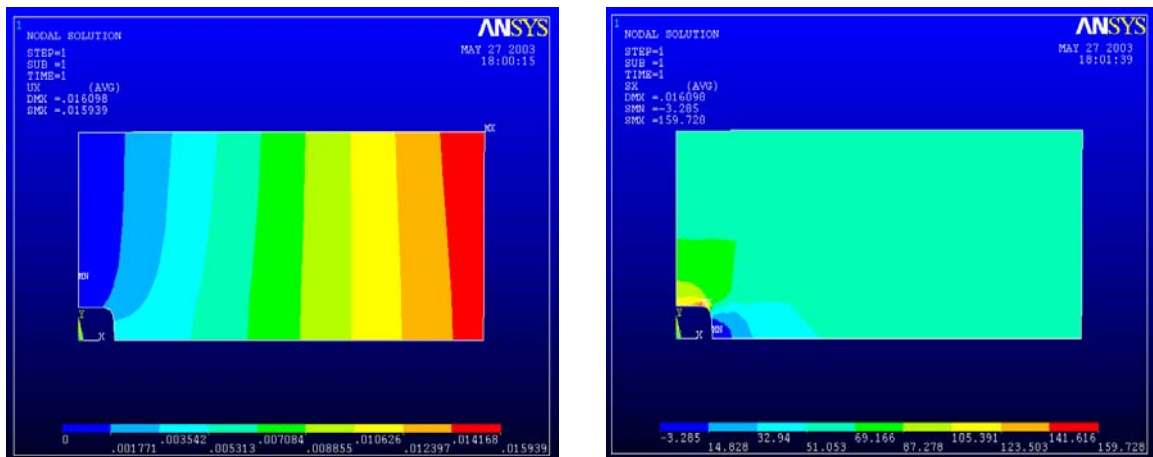 1
NODAL SOLUTION
STEP=1
SUB =1
TIME=1
UX (AVG)
DMX =.016098
SMX =.015939
ANSYS
MAY 27 2003
18:00:15
MX
MN
Y
X
0 .003542 .007084 .010626 .014168
.001771 .005313 .008855 .012397 .015939
1
NODAL SOLUTION
STEP=1
SUB =1
TIME=1
SX (AVG)
DMX =.016098
SMN =-3.285
SMX =159.728
ANSYS
MAY 27 2003
18:01:39
Y
X
MN
-3.285 32.94 69.166 105.391 141.616
14.828 51.053 87.278 123.503 159.728